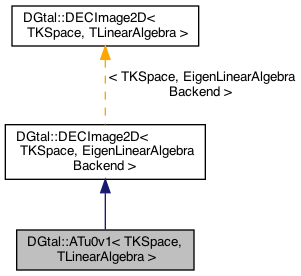 DGtal::DECImage2D<
TKSpace, TLinearAlgebra >
< TKSpace, EigenLinearAlgebra
Backend >
DGtal::DECImage2D<
TKSpace, EigenLinearAlgebra
Backend >
DGtal::ATu0v1< TKSpace,
TLinearAlgebra >